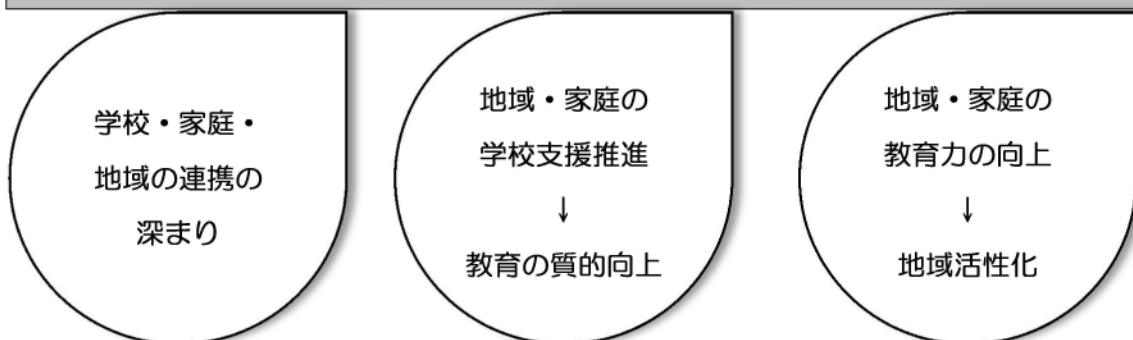 学校・家庭・
地域の連携の
深まり
地域・家庭の
学校支援推進
↓
教育の質的向上
地域・家庭の
教育力の向上
↓
地域活性化